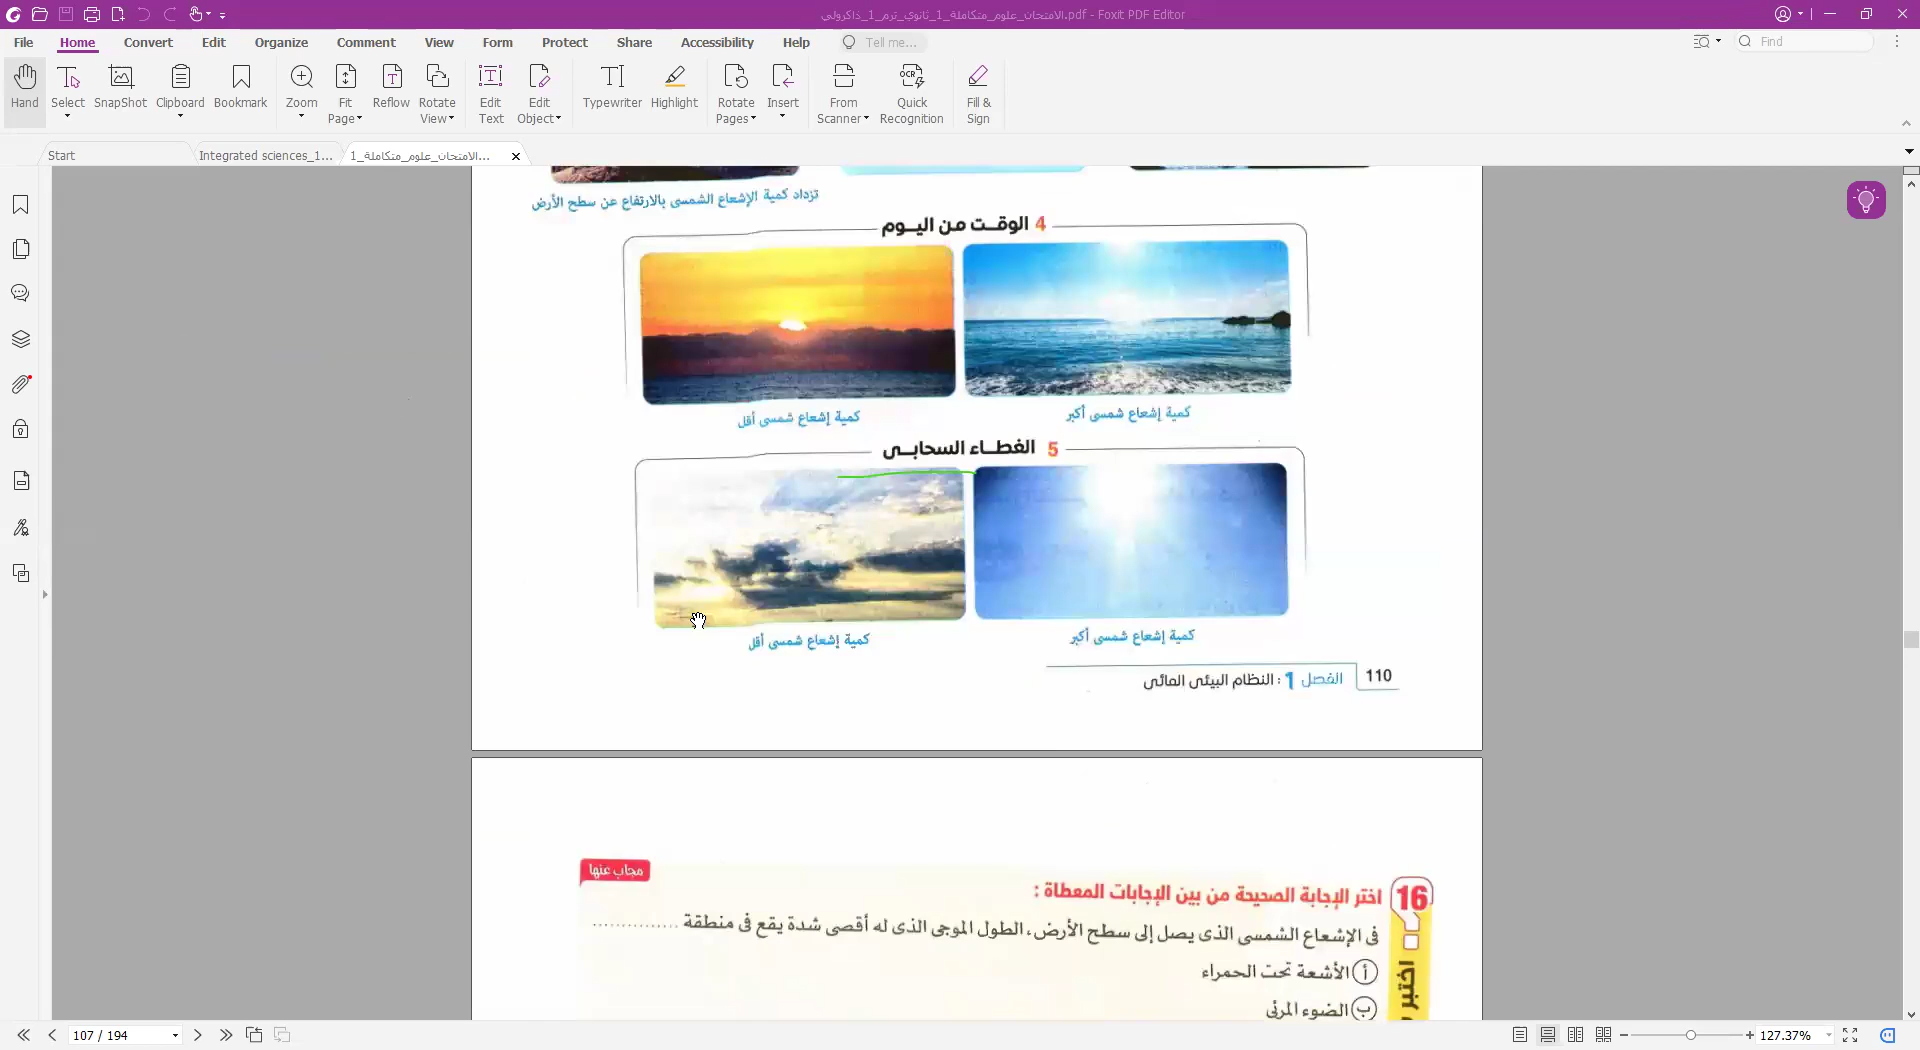 الامتحان_علوم_متكاملة_1_ثانوي_ترم_1_ذاكرولي.pdf - Foxit PDF Editor
File Home Convert Edit Organize Comment View Form Protect Share Accessibility Help Tell me... Find
Hand Select SnapShot Clipboard Bookmark Zoom Fit Page Reflow Rotate View Edit Text Edit Object Typewriter Highlight Rotate Pages Insert From Scanner Quick Recognition Fill & Sign
Start Integrated sciences_1... الامتحان_علوم_متكاملة_1...
تزداد كمية الإشعاع الشمسى بالارتفاع عن سطح الأرض
4 الوقت من اليوم
كمية إشعاع شمسى أكبر
كمية إشعاع شمسى أقل
5 الغطاء السحابى
كمية إشعاع شمسى أكبر
كمية إشعاع شمسى أقل
110 الفصل 1 : النظام البيئى المائى
مجاب عنها
16 اختر الإجابة الصحيحة من بين الإجابات المعطاة :
فى الإشعاع الشمسى الذى يصل إلى سطح الأرض، الطول الموجى الذى له أقصى شدة يقع فى منطقة ..............
أ الأشعة تحت الحمراء
ب الضوء المرئى
اختبر
107 / 194
127.37%